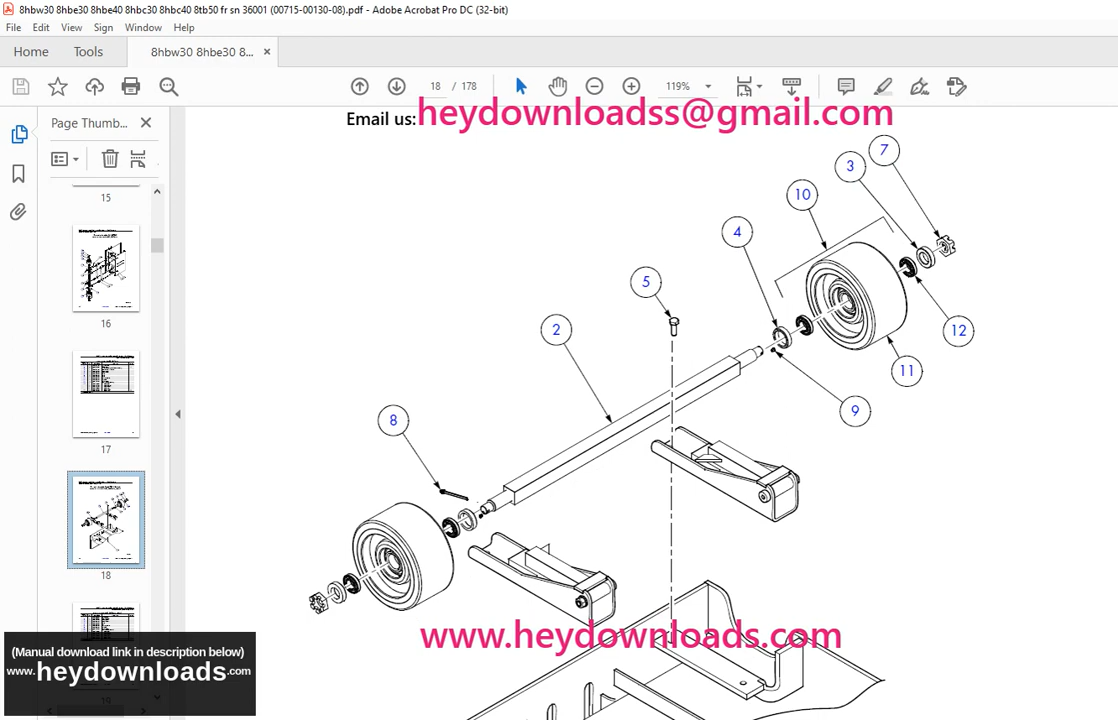 8hbw30 8hbe30 8hbe40 8hbc30 8hbc40 8tb50 fr sn 36001 (00715-00130-08).pdf - Adobe Acrobat Pro DC (32-bit)
File Edit View Sign Window Help
Home Tools 8hbw30 8hbe30 8... ×
18 / 178 119%
Page Thumb...
Email us:heydownloadss@gmail.com
15
16
17
18
19
7
3
10
4
5
2
12
11
9
8
www.heydownloads.com
(Manual download link in description below)
www.heydownloads.com